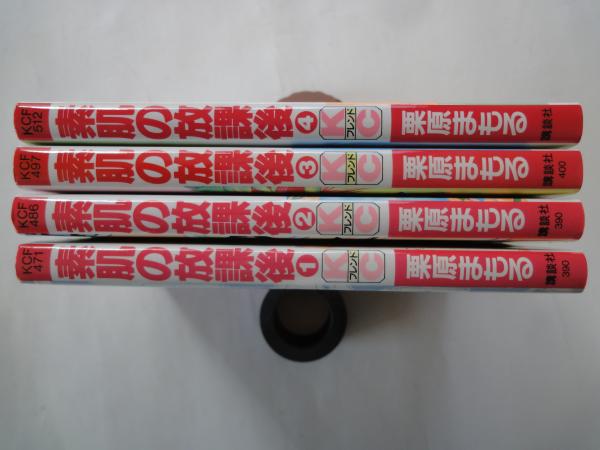 KCF 512 素肌の放課後 4 KC フレンド 栗原まもる 講談社
KCF 497 素肌の放課後 3 KC フレンド 栗原まもる 講談社 400
KCF 486 素肌の放課後 2 KC フレンド 栗原まもる 講談社 390
KCF 471 素肌の放課後 1 KC フレンド 栗原まもる 講談社 390